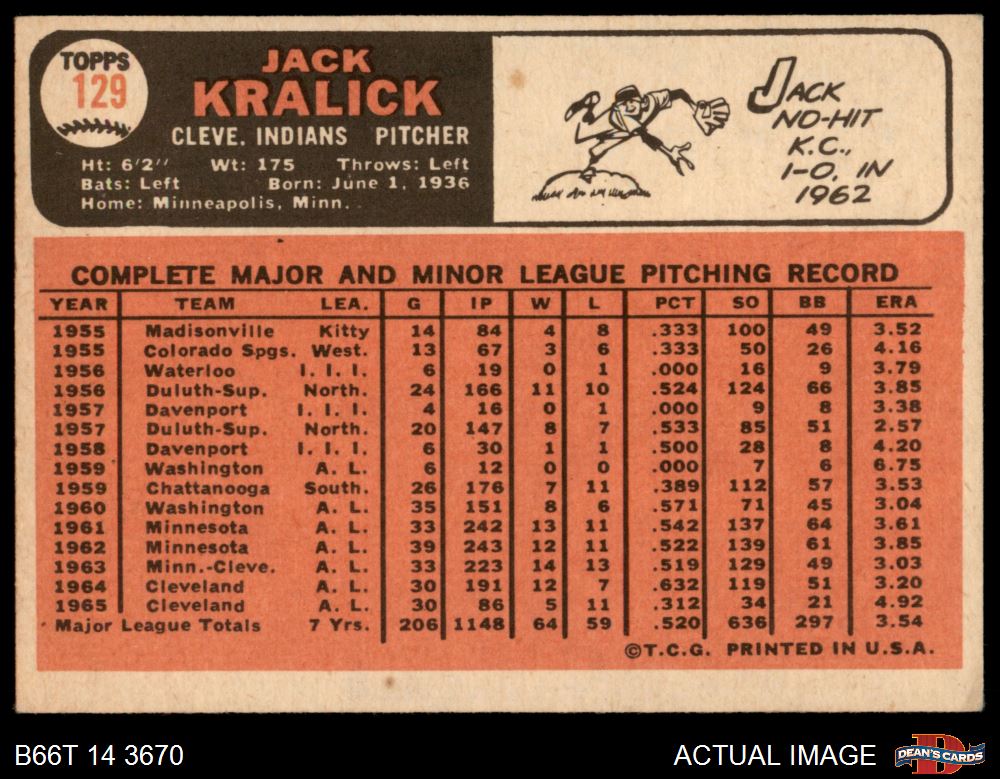 TOPPS
129
JACK
KRALICK
CLEVE. INDIANS PITCHER
Ht: 6'2" Wt: 175 Throws: Left
Bats: Left Born: June 1, 1936
Home: Minneapolis, Minn.
JACK
NO-HIT
K.C.,
1-0, IN
1962
COMPLETE MAJOR AND MINOR LEAGUE PITCHING RECORD
YEAR TEAM LEA. G IP W L PCT SO BB ERA
1955 Madisonville Kitty 14 84 4 8 .333 100 49 3.52
1955 Colorado Spgs. West. 13 67 3 6 .333 50 26 4.16
1956 Waterloo I. I. I. 6 19 0 1 .000 16 9 3.79
1956 Duluth-Sup. North. 24 166 11 10 .524 124 66 3.85
1957 Davenport I. I. I. 4 16 0 1 .000 9 8 3.38
1957 Duluth-Sup. North. 20 147 8 7 .533 85 51 2.57
1958 Davenport I. I. I. 6 30 1 1 .500 28 8 4.20
1959 Washington A. L. 6 12 0 0 .000 7 6 6.75
1959 Chattanooga South. 26 176 7 11 .389 112 57 3.53
1960 Washington A. L. 35 151 8 6 .571 71 45 3.04
1961 Minnesota A. L. 33 242 13 11 .542 137 64 3.61
1962 Minnesota A. L. 39 243 12 11 .522 139 61 3.85
1963 Minn.-Cleve. A. L. 33 223 14 13 .519 129 49 3.03
1964 Cleveland A. L. 30 191 12 7 .632 119 51 3.20
1965 Cleveland A. L. 30 86 5 11 .312 34 21 4.92
Major League Totals 7 Yrs. 206 1148 64 59 .520 636 297 3.54
©T.C.G. PRINTED IN U.S.A.
B66T 14 3670
ACTUAL IMAGE
DEAN'S CARDS